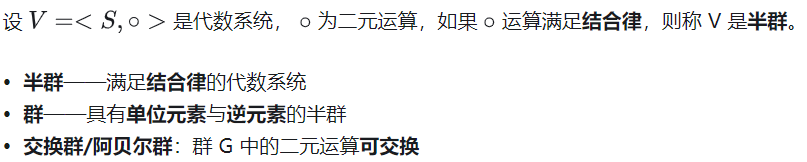 设 V =< S, ∘ > 是代数系统， ∘ 为二元运算，如果 ∘ 运算满足结合律，则称 V 是半群。
• 半群——满足结合律的代数系统
• 群——具有单位元素与逆元素的半群
• 交换群/阿贝尔群：群 G 中的二元运算可交换